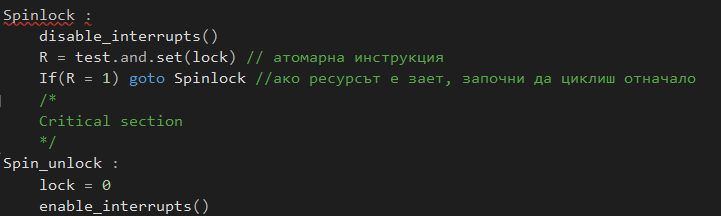 Spinlock :
disable_interrupts()
R = test.and.set(lock) // атомарна инструкция
If(R = 1) goto Spinlock //ако ресурсът е зает, започни да циклиш отначало
/*
Critical section
*/
Spin_unlock :
lock = 0
enable_interrupts()